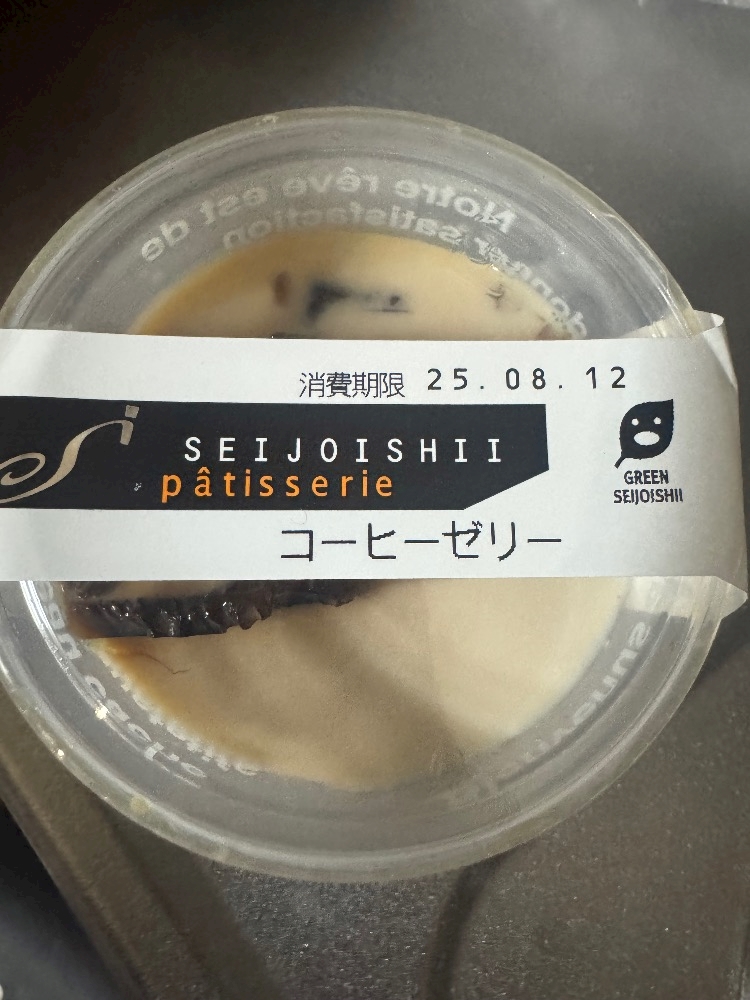 Notre rêve est de
donner satisfaction
消費期限 25.08.12
SEIJOISHII
pâtisserie
GREEN
SEIJOISHII
コーヒーゼリー